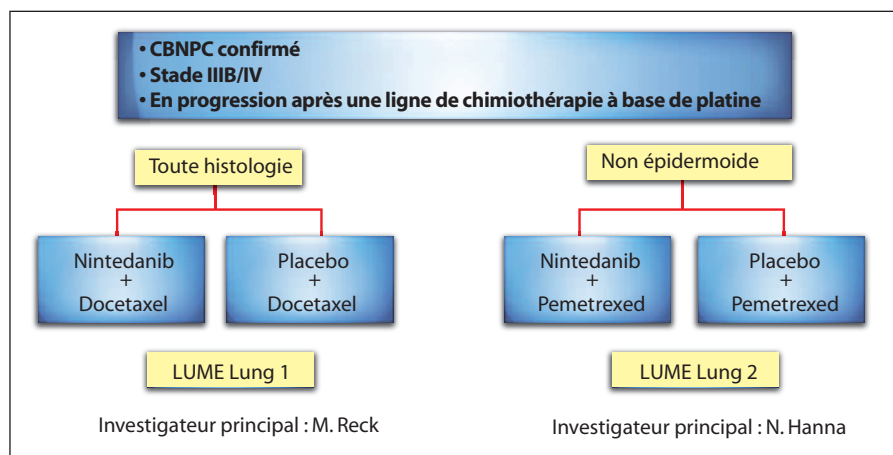 • CBNPC confirmé
• Stade IIIB/IV
• En progression après une ligne de chimiothérapie à base de platine
Toute histologie
Non épidermoide
Nintedanib
+
Docetaxel
Placebo
+
Docetaxel
Nintedanib
+
Pemetrexed
Placebo
+
Pemetrexed
LUME Lung 1
LUME Lung 2
Investigateur principal : M. Reck
Investigateur principal : N. Hanna